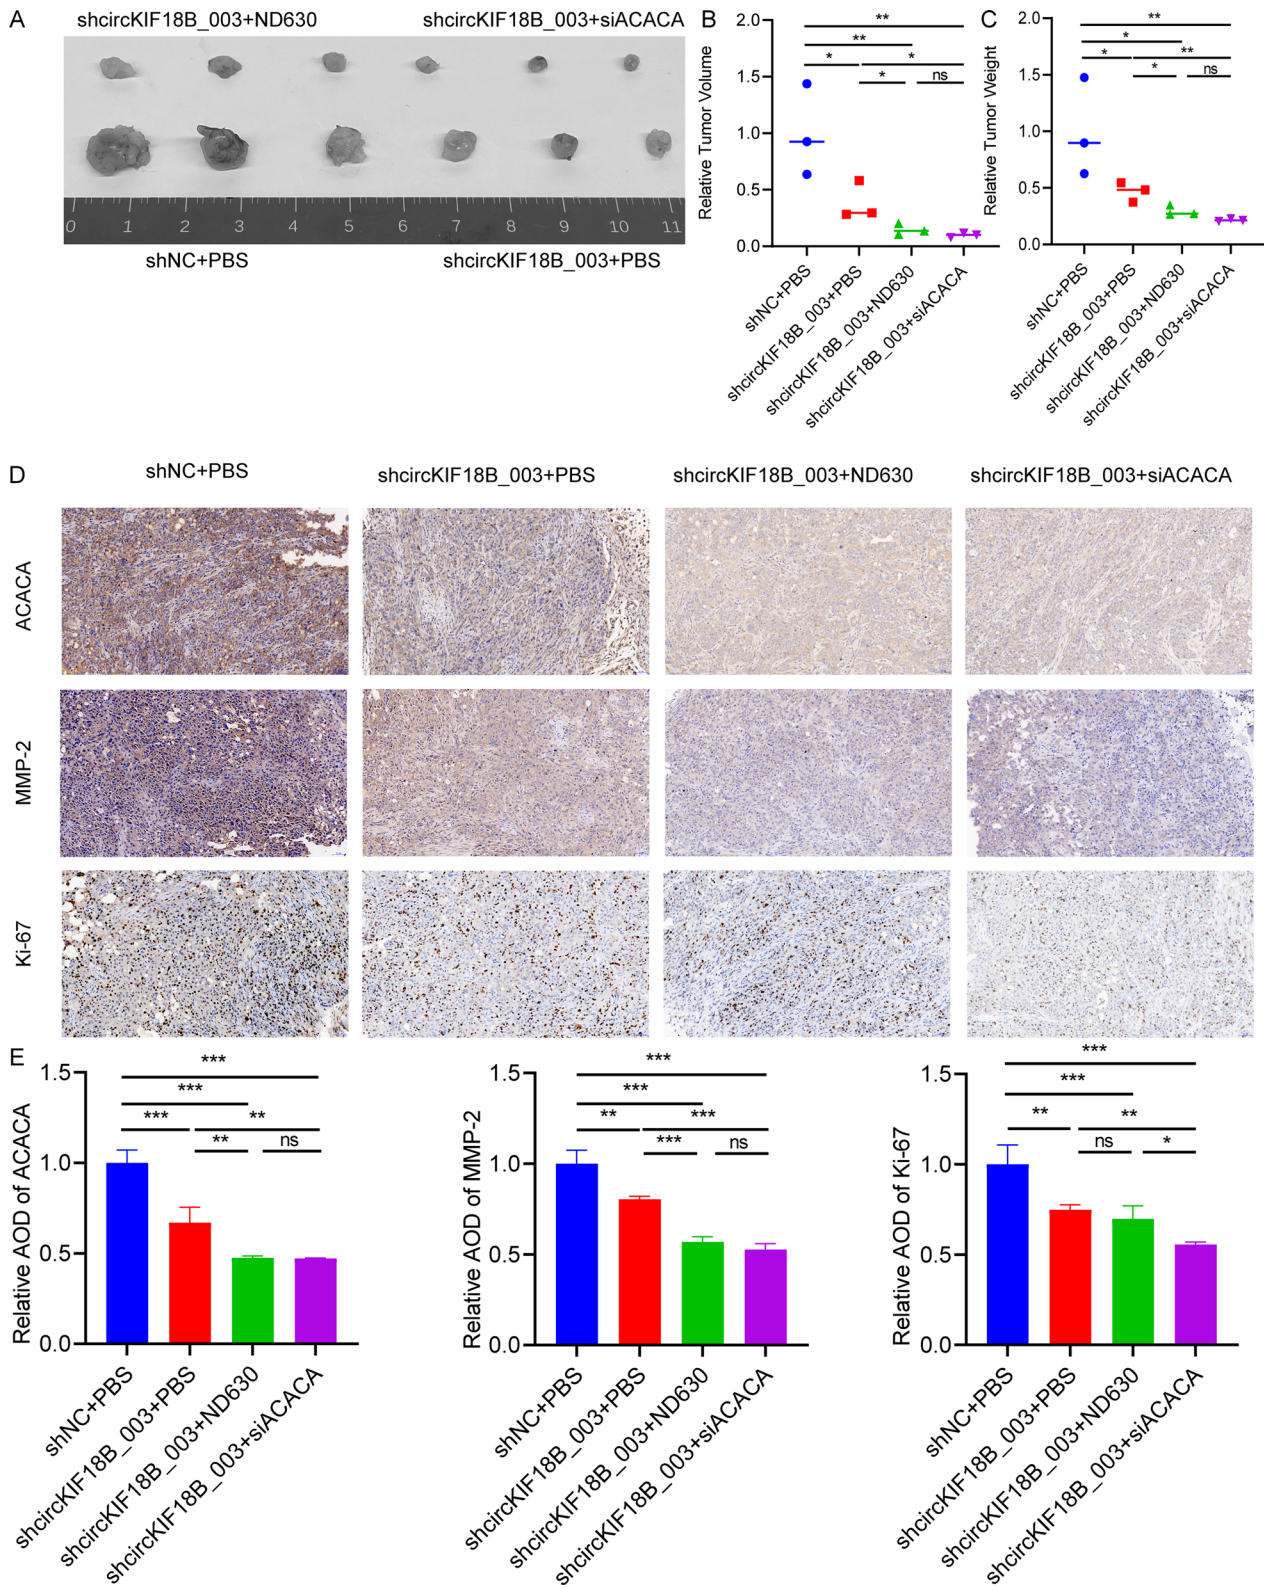 A
shcircKIF18B_003+ND630
shcircKIF18B_003+siACACA
0 1 2 3 4 5 6 7 8 9 10 11
shNC+PBS
shcircKIF18B_003+PBS
B
Relative Tumor Volume
2.0
1.5
1.0
0.5
0.0
**
**
* *
* ns
shNC+PBS
shcircKIF18B_003+PBS
shcircKIF18B_003+ND630
shcircKIF18B_003+siACACA
C
Relative Tumor Weight
2.0
1.5
1.0
0.5
0.0
**
*
* **
* ns
shNC+PBS
shcircKIF18B_003+PBS
shcircKIF18B_003+ND630
shcircKIF18B_003+siACACA
D
shNC+PBS
shcircKIF18B_003+PBS
shcircKIF18B_003+ND630
shcircKIF18B_003+siACACA
ACACA
MMP-2
Ki-67
E
Relative AOD of ACACA
1.5
1.0
0.5
0.0
***
***
*** **
** ns
shNC+PBS
shcircKIF18B_003+PBS
shcircKIF18B_003+ND630
shcircKIF18B_003+siACACA
Relative AOD of MMP-2
1.5
1.0
0.5
0.0
***
***
** ***
*** ns
shNC+PBS
shcircKIF18B_003+PBS
shcircKIF18B_003+ND630
shcircKIF18B_003+siACACA
Relative AOD of Ki-67
1.5
1.0
0.5
0.0
***
***
** **
ns *
shNC+PBS
shcircKIF18B_003+PBS
shcircKIF18B_003+ND630
shcircKIF18B_003+siACACA